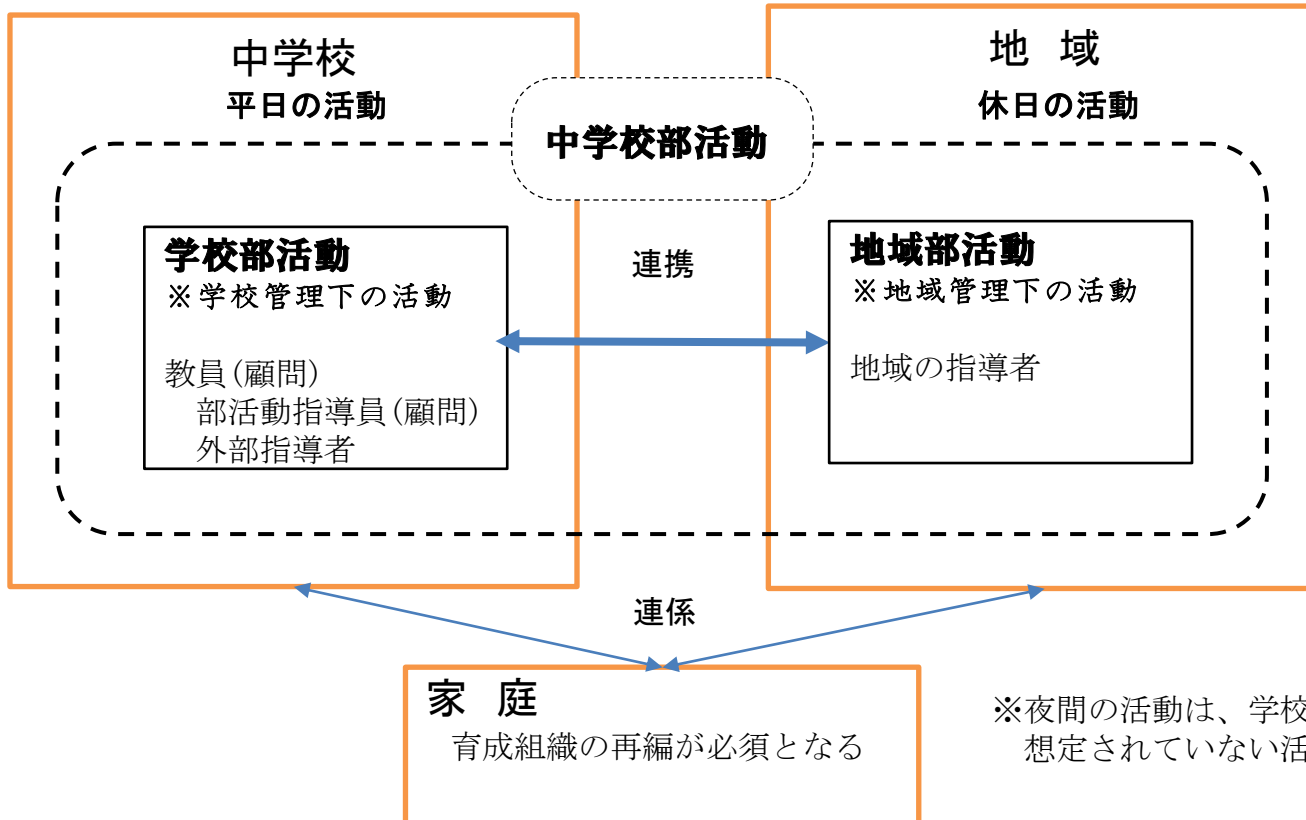 中学校
平日の活動
地 域
休日の活動
中学校部活動
学校部活動
※学校管理下の活動
教員(顧問)
部活動指導員(顧問)
外部指導者
連携
地域部活動
※地域管理下の活動
地域の指導者
連係
家 庭
育成組織の再編が必須となる
※夜間の活動は、学校
想定されていない活